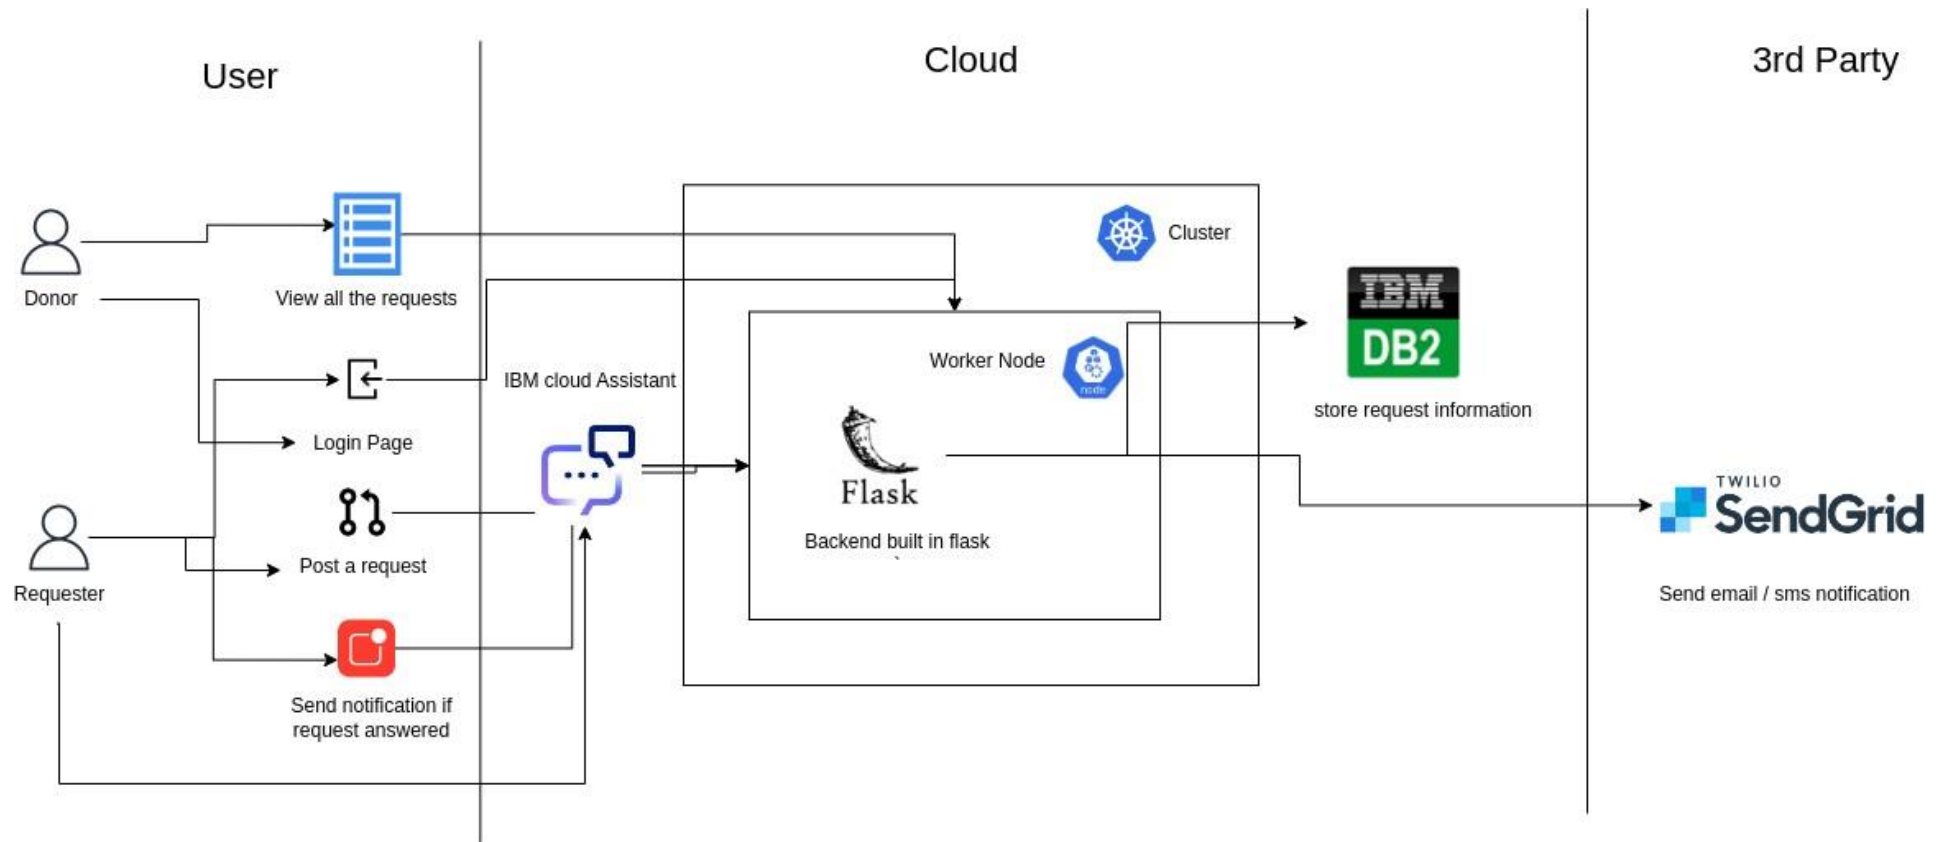 User
Cloud
3rd Party
Cluster
Donor
View all the requests
IBM
DB2
Worker Node
node
IBM cloud Assistant
store request information
Login Page
Flask
TWILIO
SendGrid
Backend built in flask
`
Post a request
Requester
Send email / sms notification
Send notification if
request answered